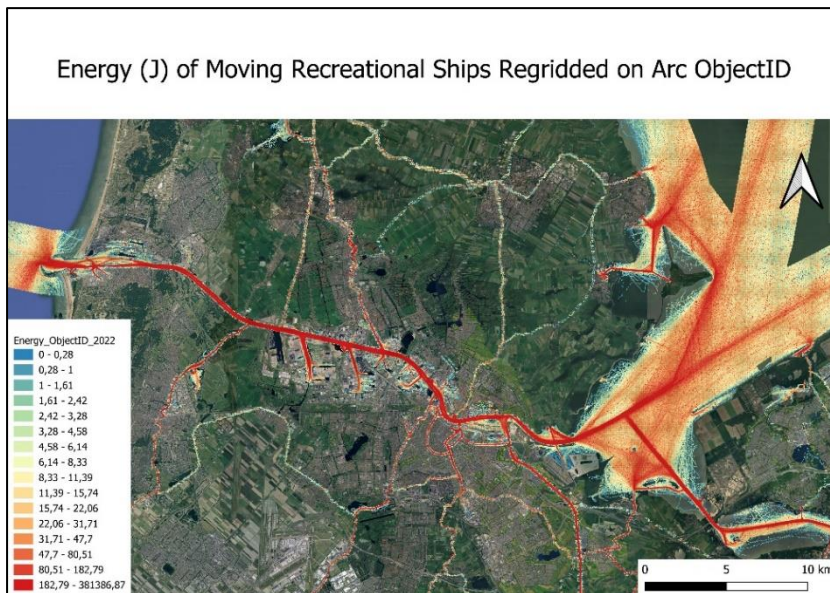 Energy (J) of Moving Recreational Ships Regridded on Arc ObjectID
Energy_ObjectID_2022
0 - 0,28
0,28 - 1
1 - 1,61
1,61 - 2,42
2,42 - 3,28
3,28 - 4,58
4,58 - 6,14
6,14 - 8,33
8,33 - 11,39
11,39 - 15,74
15,74 - 22,06
22,06 - 31,71
31,71 - 47,7
47,7 - 80,51
80,51 - 182,79
182,79 - 381386,87
0 5 10 km